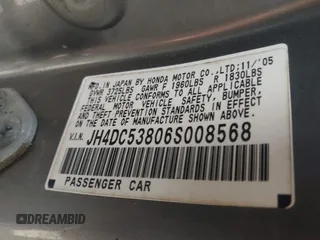 MFD. IN JAPAN BY HONDA MOTOR CO.,LTD:11/'05
GVWR 3705LBS GAWR F 1960LBS R 1830LBS
THIS VEHICLE CONFORMS TO ALL APPLICABLE
FEDERAL MOTOR VEHICLE SAFETY, BUMPER,
AND THEFT PREVENTION STANDARDS IN EFFECT
ON THE DATE OF MANUFACTURE SHOWN ABOVE.
V.I.N. JH4DC53806S008568
PASSENGER CAR
DREAMBID